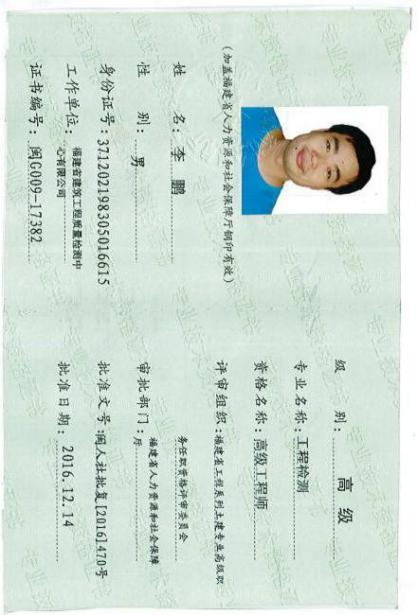 (加盖福建省人力资源和社会保障厅钢印有效)
姓 名:李 鹏
性 别:男
身份证号:371202198305016615
工作单位:福建省建筑工程质量检测中
心有限公司
证书编号:闽G009-17382
级 别:高 级
专业名称:工程检测
资格名称:高级工程师
评审组织:福建省工程系列土建专业高级职
务任职资格评审委员会
审批部门:福建省人力资源和社会保障
厅
批准文号:闽人社批复[2016]470号
批准日期:2016.12.14